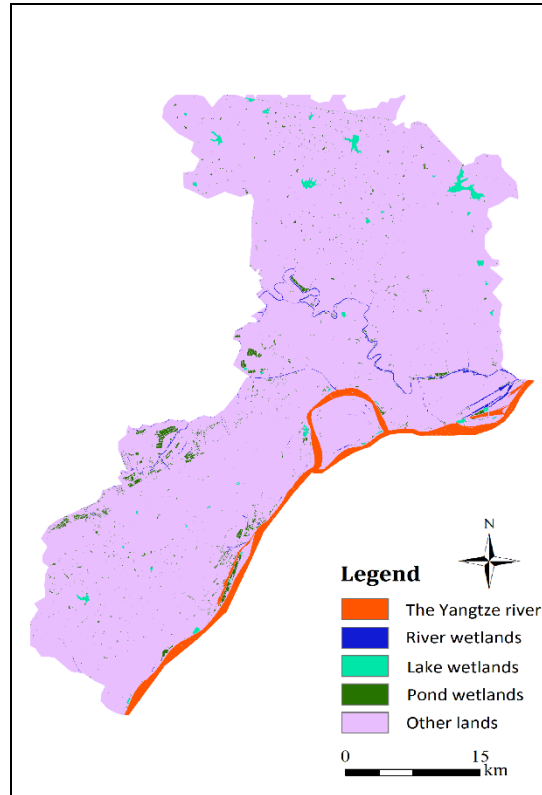 N
Legend
The Yangtze river
River wetlands
Lake wetlands
Pond wetlands
Other lands
0 15
km